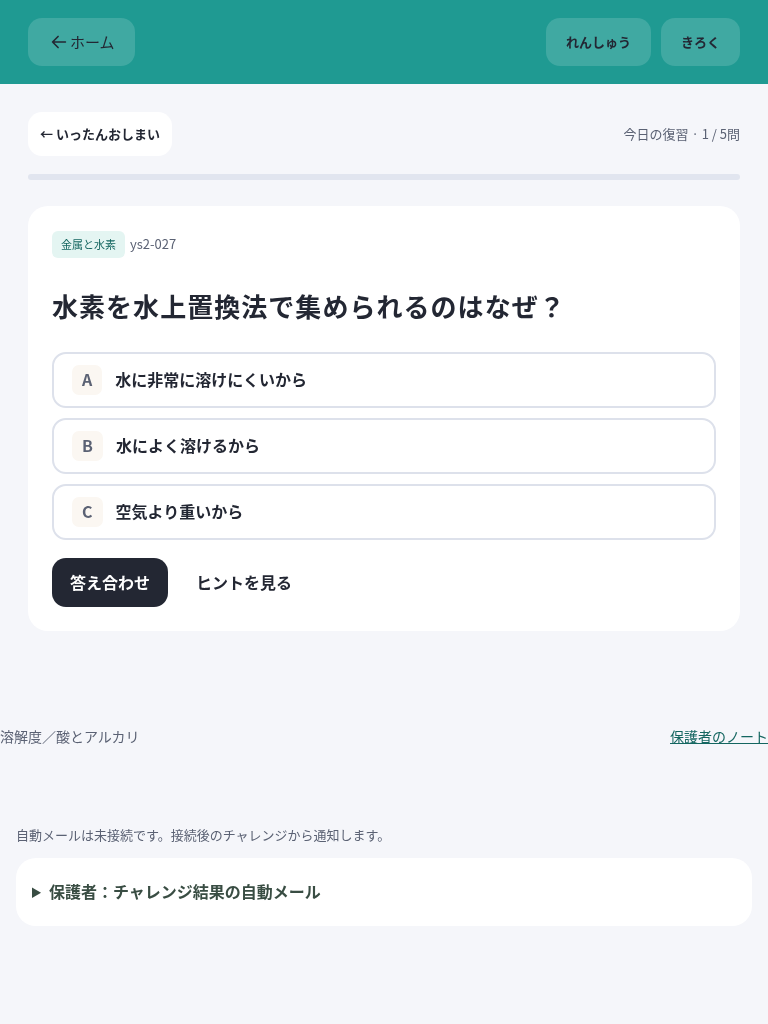 ← ホーム
れんしゅう
きろく
← いったんおしまい
今日の復習 · 1 / 5問
金属と水素 ys2-027
水素を水上置換法で集められるのはなぜ？
A 水に非常に溶けにくいから
B 水によく溶けるから
C 空気より重いから
答え合わせ
ヒントを見る
溶解度／酸とアルカリ
保護者のノート
自動メールは未接続です。接続後のチャレンジから通知します。
▶ 保護者：チャレンジ結果の自動メール